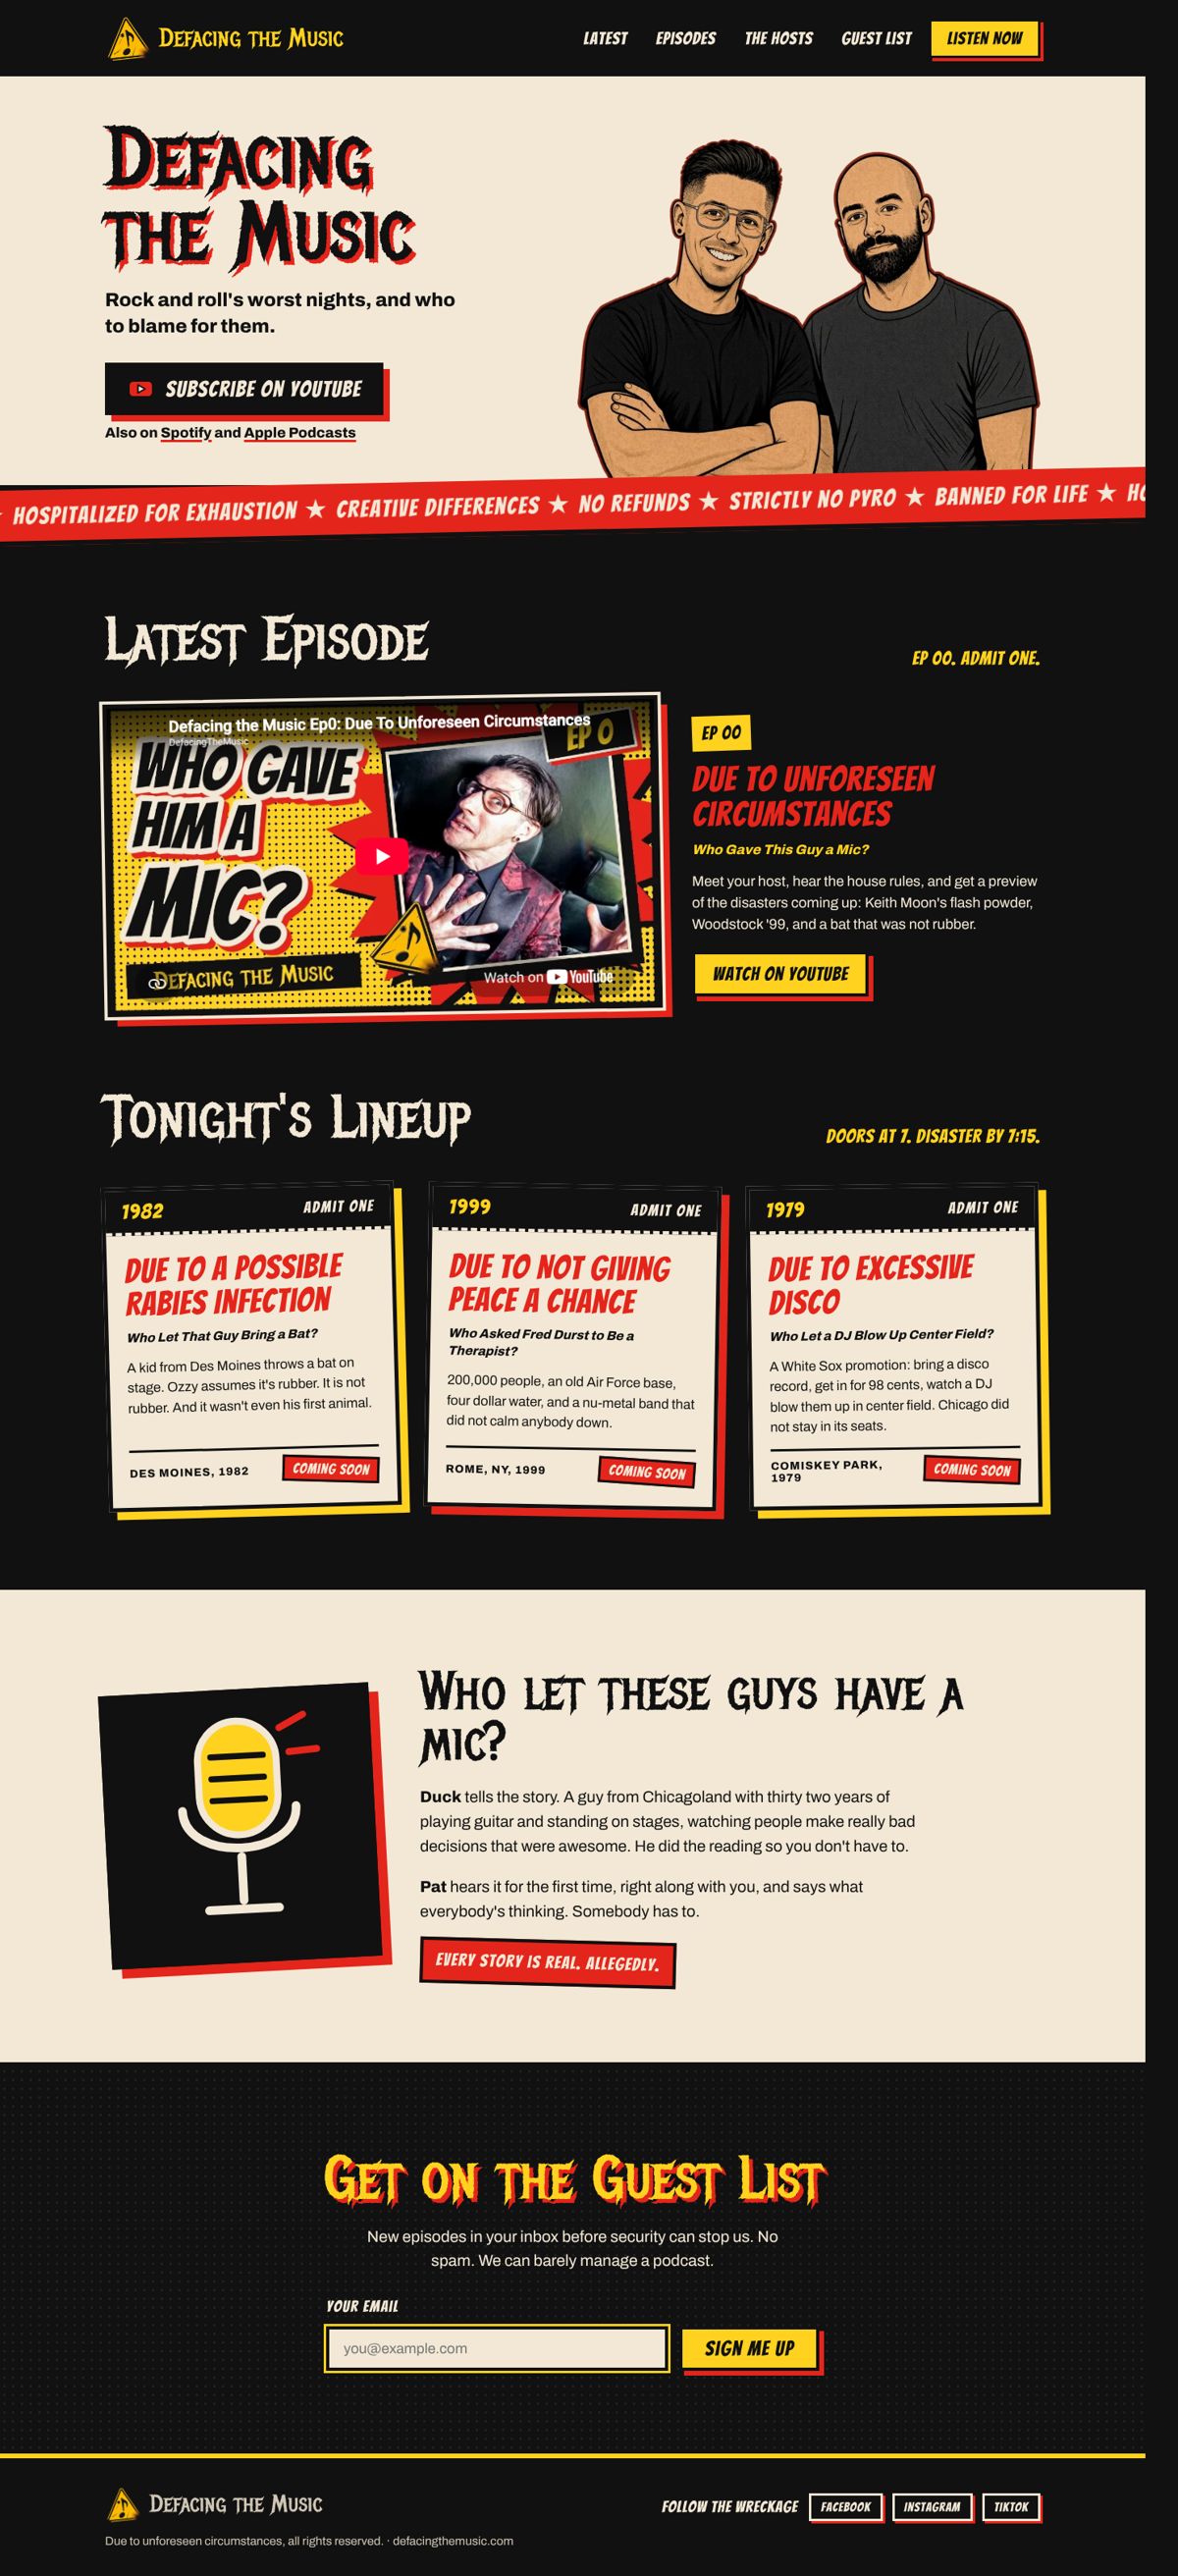 Defacing the Music
LATEST EPISODES THE HOSTS GUEST LIST LISTEN NOW
Defacing
the Music
Rock and roll's worst nights, and who
to blame for them.
SUBSCRIBE ON YOUTUBE
Also on Spotify and Apple Podcasts
HOSPITALIZED FOR EXHAUSTION ★ CREATIVE DIFFERENCES ★ NO REFUNDS ★ STRICTLY NO PYRO ★ BANNED FOR LIFE ★
Latest Episode
EP 00. ADMIT ONE.
Defacing the Music Ep0: Due To Unforeseen Circumstances
DefacingTheMusic
EP 0
WHO GAVE
HIM A
MIC?
Defacing the Music
Watch on YouTube
EP 00
DUE TO UNFORESEEN
CIRCUMSTANCES
Who Gave This Guy a Mic?
Meet your host, hear the house rules, and get a preview
of the disasters coming up: Keith Moon's flash powder,
Woodstock '99, and a bat that was not rubber.
WATCH ON YOUTUBE
Tonight's Lineup
DOORS AT 7. DISASTER BY 7:15.
1982 ADMIT ONE
DUE TO A POSSIBLE
RABIES INFECTION
Who Let That Guy Bring a Bat?
A kid from Des Moines throws a bat on
stage. Ozzy assumes it's rubber. It is not
rubber. And it wasn't even his first animal.
DES MOINES, 1982
COMING SOON
1999 ADMIT ONE
DUE TO NOT GIVING
PEACE A CHANCE
Who Asked Fred Durst to Be a
Therapist?
200,000 people, an old Air Force base,
four dollar water, and a nu-metal band that
did not calm anybody down.
ROME, NY, 1999
COMING SOON
1979 ADMIT ONE
DUE TO EXCESSIVE
DISCO
Who Let a DJ Blow Up Center Field?
A White Sox promotion: bring a disco
record, get in for 98 cents, watch a DJ
blow them up in center field. Chicago did
not stay in its seats.
COMISKEY PARK,
1979
COMING SOON
Who let these guys have a
mic?
Duck tells the story. A guy from Chicagoland with thirty two years of
playing guitar and standing on stages, watching people make really bad
decisions that were awesome. He did the reading so you don't have to.
Pat hears it for the first time, right along with you, and says what
everybody's thinking. Somebody has to.
EVERY STORY IS REAL. ALLEGEDLY.
Get on the Guest List
New episodes in your inbox before security can stop us. No
spam. We can barely manage a podcast.
YOUR EMAIL
you@example.com
SIGN ME UP
Defacing the Music
FOLLOW THE WRECKAGE FACEBOOK INSTAGRAM TIKTOK
Due to unforeseen circumstances, all rights reserved. · defacingthemusic.com